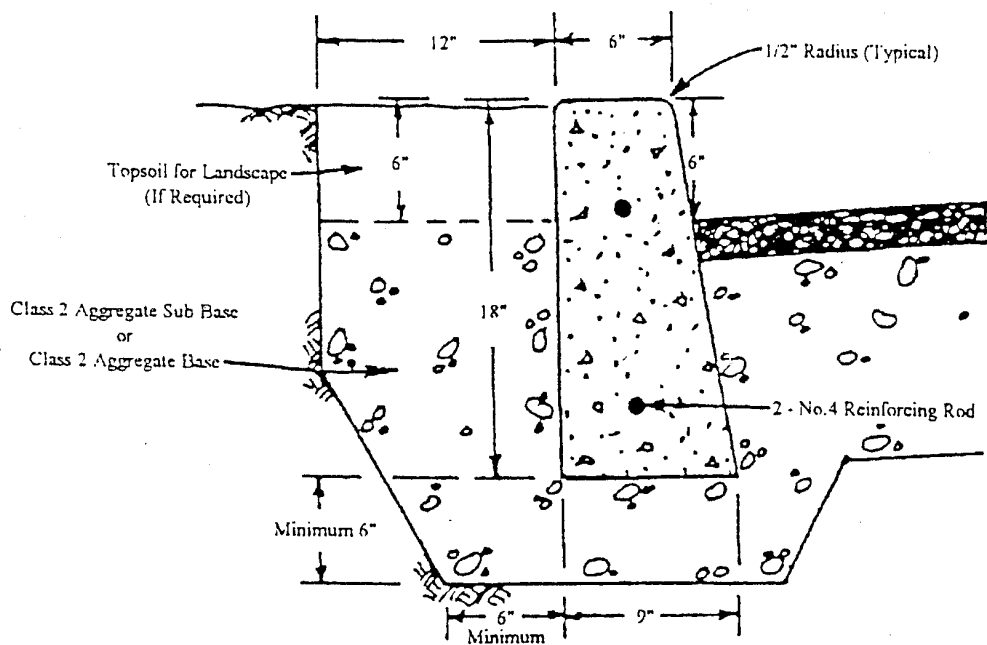 12"
6"
1/2" Radius (Typical)
6"
6"
Topsoil for Landscape
(If Required)
18"
Class 2 Aggregate Sub Base
or
Class 2 Aggregate Base
2 - No.4 Reinforcing Rod
Minimum 6"
6"
Minimum
9"